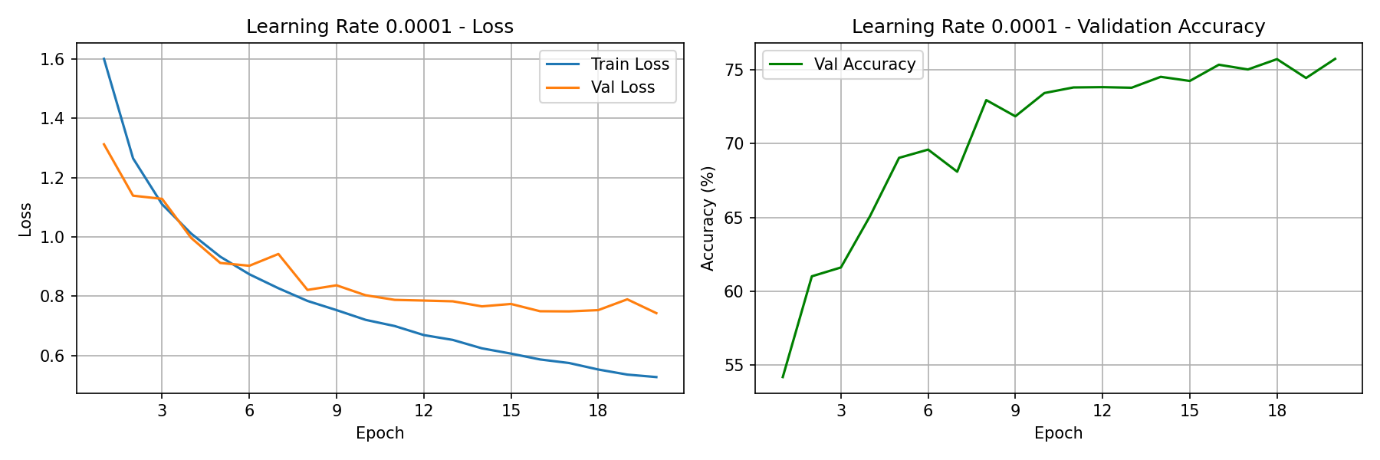 Learning Rate 0.0001 - Loss
Loss
1.6
1.4
1.2
1.0
0.8
0.6
Train Loss
Val Loss
3 6 9 12 15 18
Epoch
Learning Rate 0.0001 - Validation Accuracy
Accuracy (%)
75
70
65
60
55
Val Accuracy
3 6 9 12 15 18
Epoch